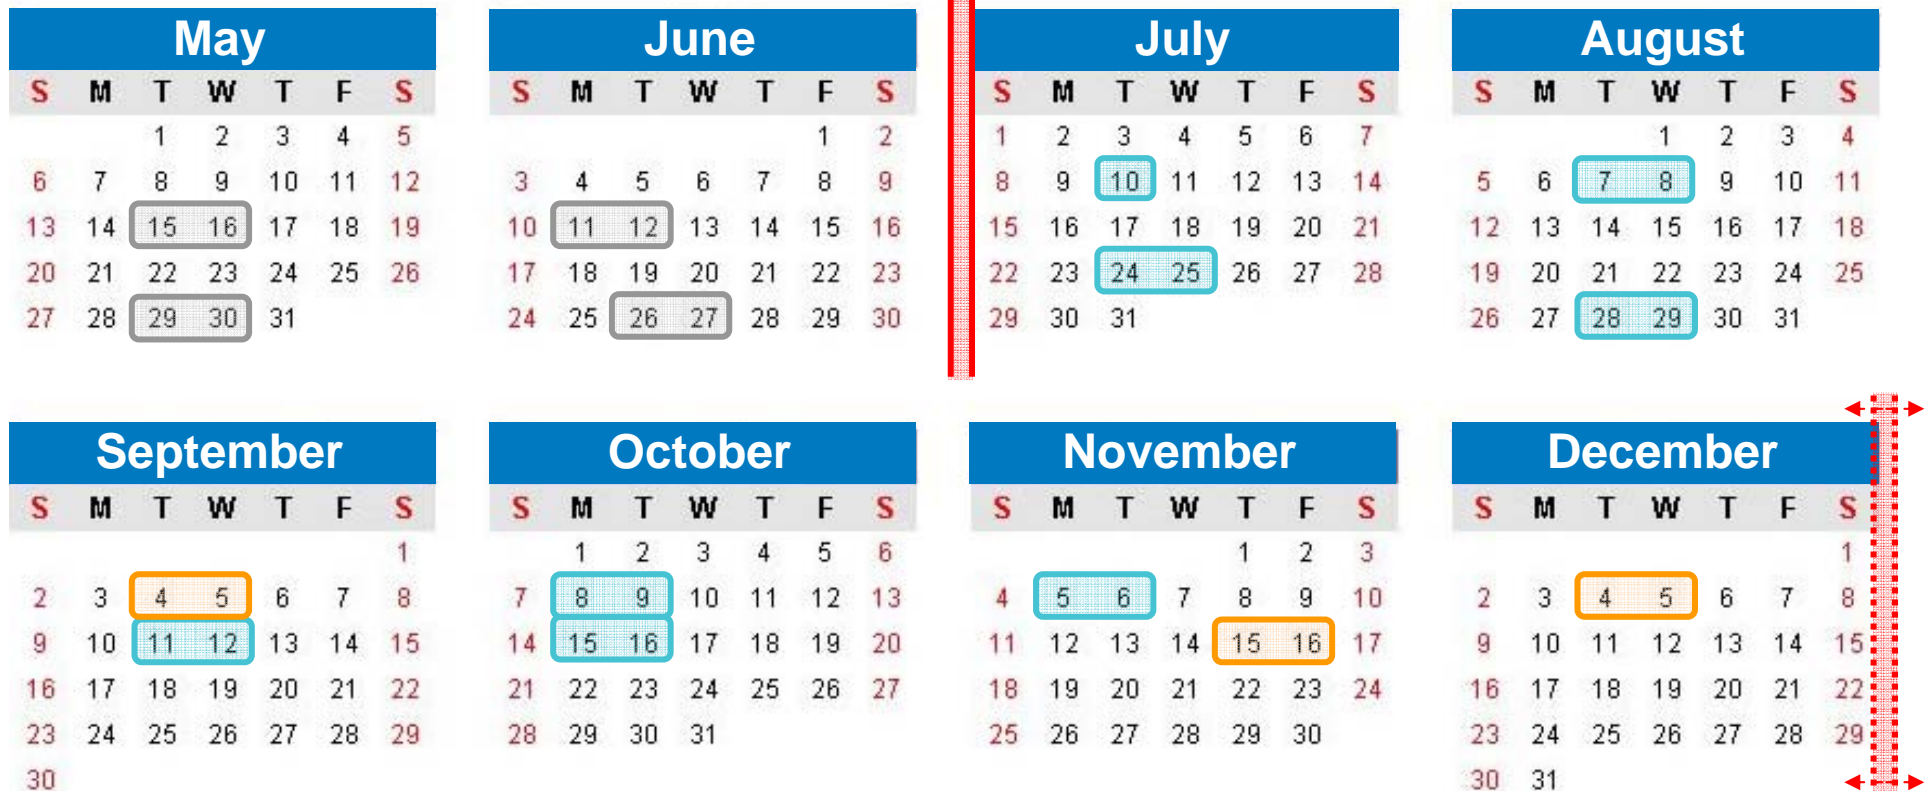 May June July August
S M T W T F S S M T W T F S S M T W T F S S M T W T F S
1 2 3 4 5 1 2 1 2 3 4 5 6 7 1 2 3 4
6 7 8 9 10 11 12 3 4 5 6 7 8 9 8 9 10 11 12 13 14 5 6 7 8 9 10 11
13 14 15 16 17 18 19 10 11 12 13 14 15 16 15 16 17 18 19 20 21 12 13 14 15 16 17 18
20 21 22 23 24 25 26 17 18 19 20 21 22 23 22 23 24 25 26 27 28 19 20 21 22 23 24 25
27 28 29 30 31 24 25 26 27 28 29 30 29 30 31 26 27 28 29 30 31
September October November December
S M T W T F S S M T W T F S S M T W T F S S M T W T F S
1 1 2 3 4 5 6 1 2 3 1
2 3 4 5 6 7 8 7 8 9 10 11 12 13 4 5 6 7 8 9 10 2 3 4 5 6 7 8
9 10 11 12 13 14 15 14 15 16 17 18 19 20 11 12 13 14 15 16 17 9 10 11 12 13 14 15
16 17 18 19 20 21 22 21 22 23 24 25 26 27 18 19 20 21 22 23 24 16 17 18 19 20 21 22
23 24 25 26 27 28 29 28 29 30 31 25 26 27 28 29 30 23 24 25 26 27 28 29
30 30 31